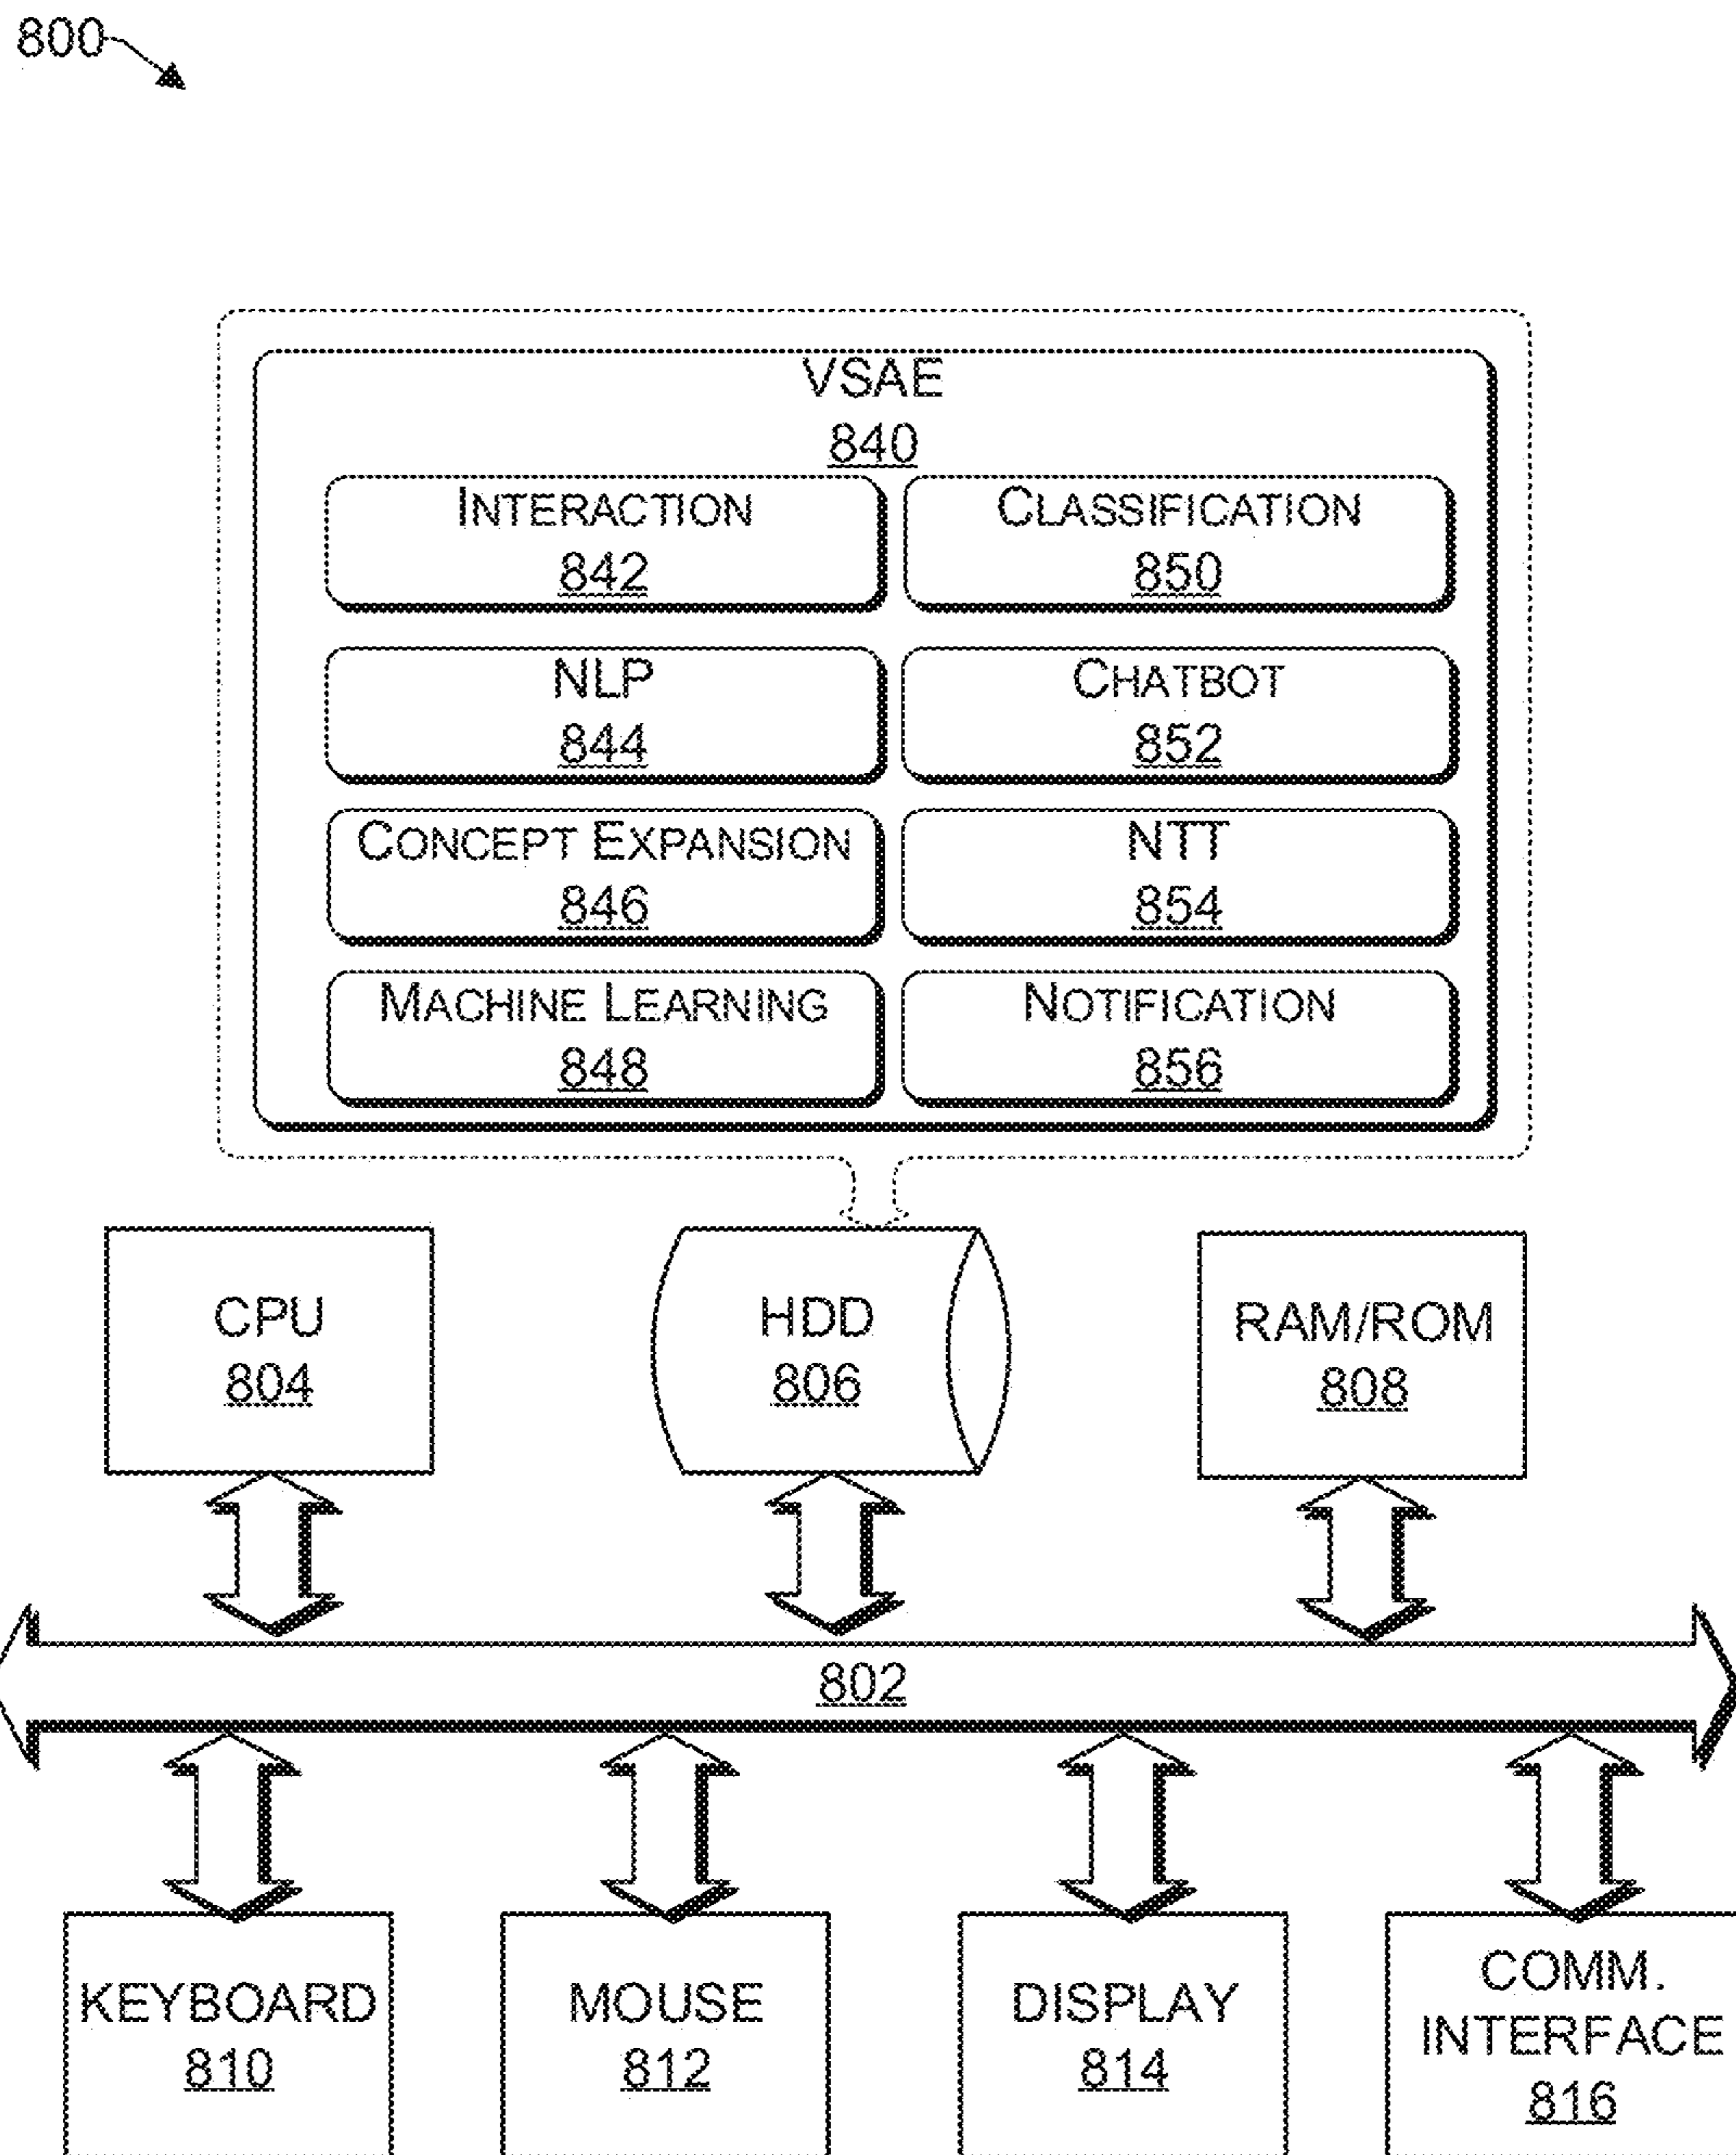 800
VSAE
840
INTERACTION
842
CLASSIFICATION
850
NLP
844
CHATBOT
852
CONCEPT EXPANSION
846
NTT
854
MACHINE LEARNING
848
NOTIFICATION
856
CPU
804
HDD
806
RAM/ROM
808
802
KEYBOARD
810
MOUSE
812
DISPLAY
814
COMM.
INTERFACE
816